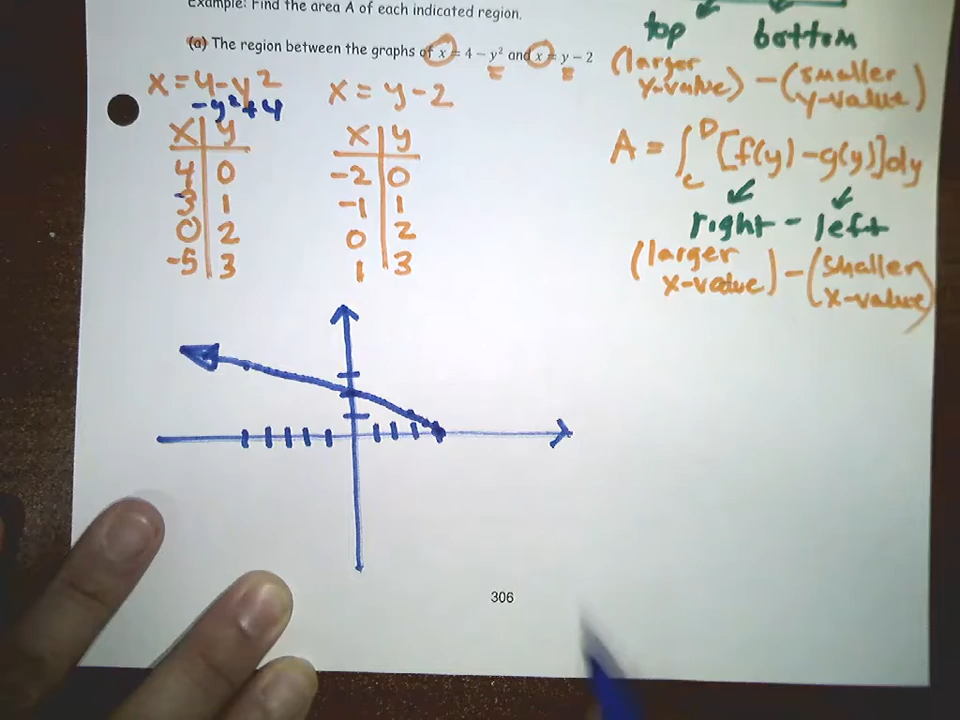 Example: Find the area A of each indicated region.
(a) The region between the graphs of x = 4 − y² and x = y − 2
top bottom
(larger y-value) − (smaller y-value)
x = 4 − y²
−y² + 4
x | y
4 | 0
3 | 1
0 | 2
-5 | 3
x = y − 2
x | y
-2 | 0
-1 | 1
0 | 2
1 | 3
A = ∫_c^D [f(y) − g(y)] dy
right − left
(larger x-value) − (smaller x-value)
306